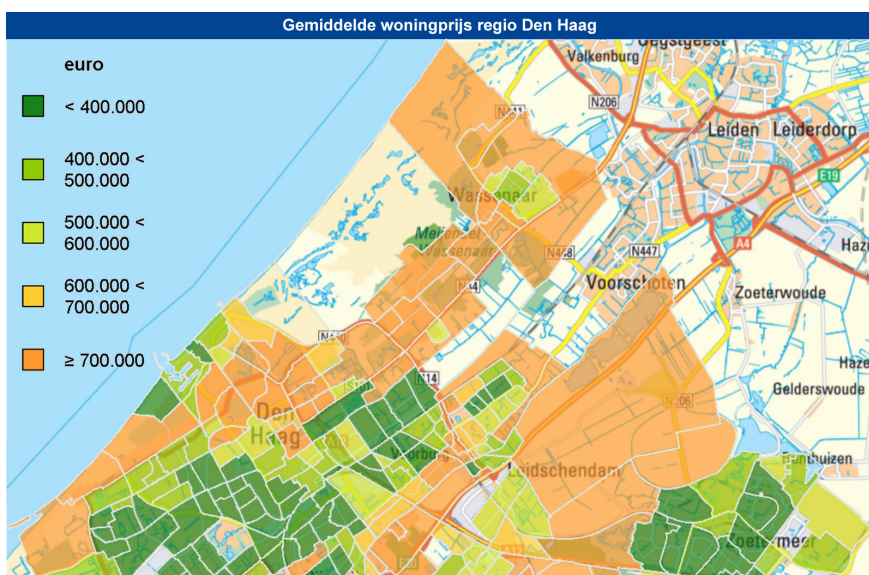 Gemiddelde woningprijs regio Den Haag
euro
< 400.000
400.000 <
500.000
500.000 <
600.000
600.000 <
700.000
≥ 700.000
Valkenburg
N206
Leiden
Leiderdorp
E19
Wassenaar
A4
Meijendel
Wassenaar
N448
N447
Voorschoten
N44
Zoeterwoude
N14
Gelderswoude
N206
Den
Haag
Voorburg
Leidschendam
Zoetermeer